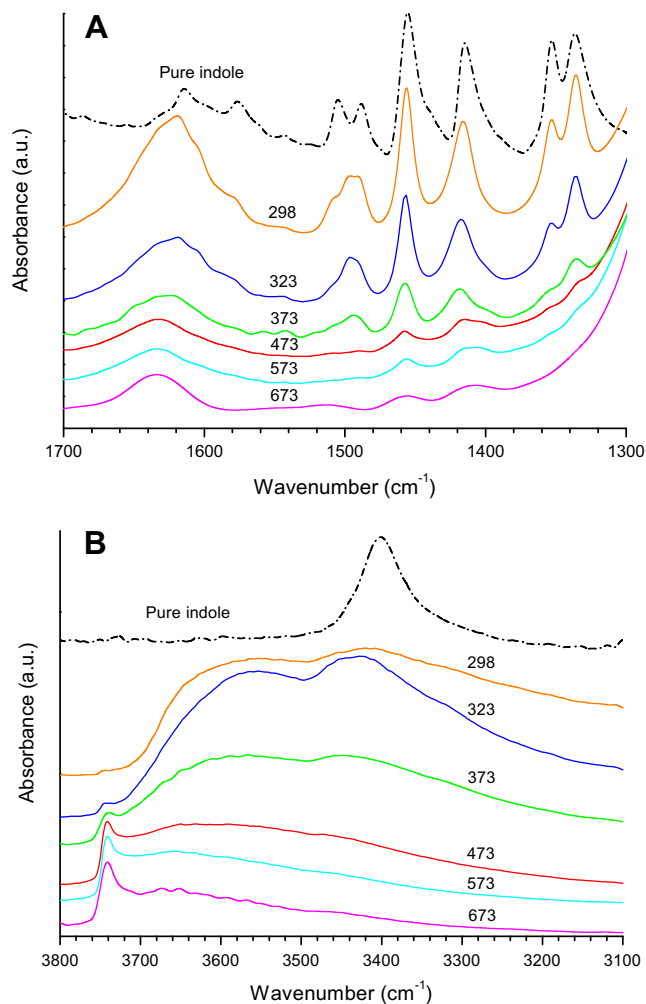 A
Pure indole
298
323
373
473
573
673
Absorbance (a.u.)
1700 1600 1500 1400 1300
Wavenumber (cm⁻¹)
B
Pure indole
298
323
373
473
573
673
Absorbance (a.u.)
3800 3700 3600 3500 3400 3300 3200 3100
Wavenumber (cm⁻¹)